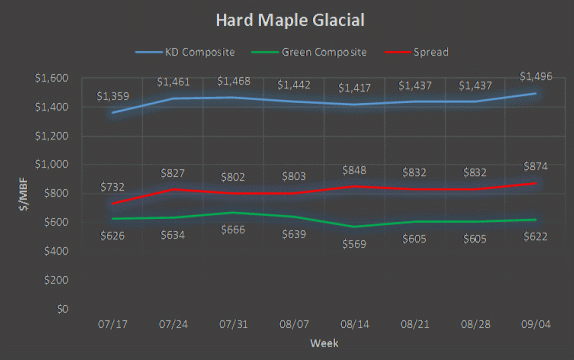 Hard Maple Glacial
KD Composite Green Composite Spread
$1,600
$1,400
$1,200
$1,000
$800
$600
$400
$200
$0
$/MBF
$1,359 $1,461 $1,468 $1,442 $1,417 $1,437 $1,437 $1,496
$732 $827 $802 $803 $848 $832 $832 $874
$626 $634 $666 $639 $569 $605 $605 $622
07/17 07/24 07/31 08/07 08/14 08/21 08/28 09/04
Week